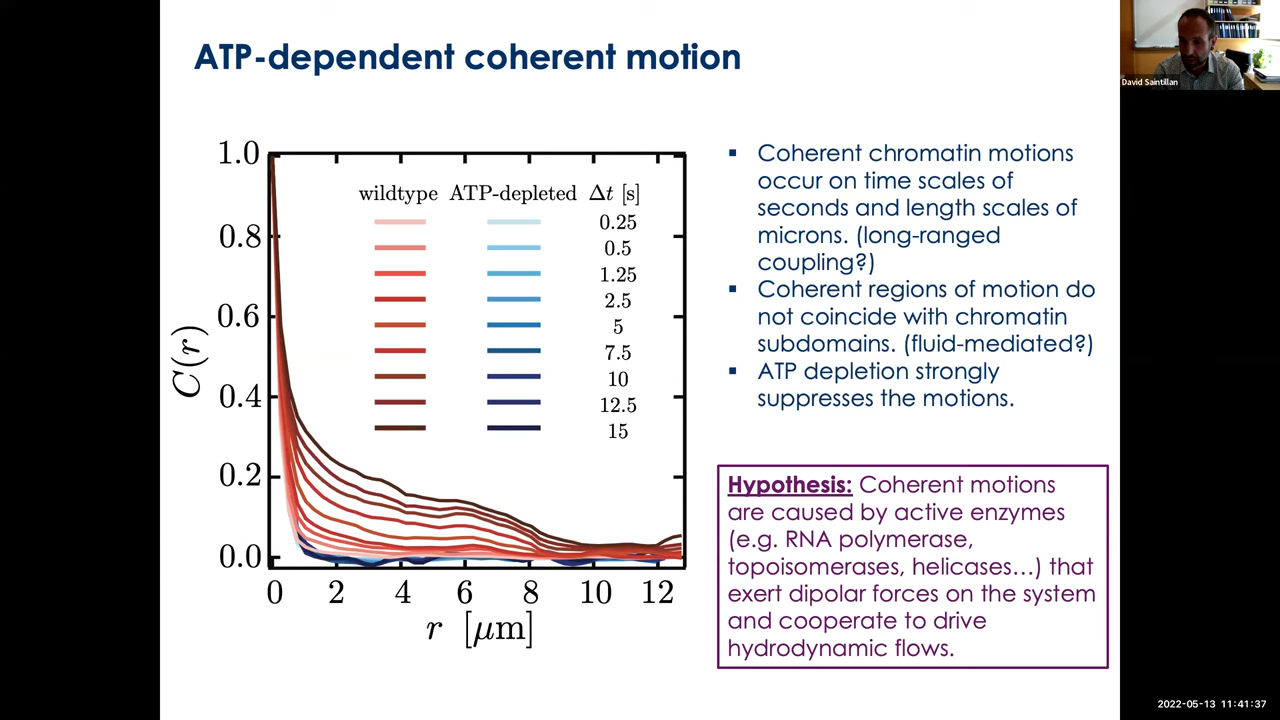 ATP-dependent coherent motion
David Saintillan
1.0
0.8
0.6
0.4
0.2
0.0
C(r)
wildtype ATP-depleted Δt [s]
0.25
0.5
1.25
2.5
5
7.5
10
12.5
15
0 2 4 6 8 10 12
r [μm]
▪ Coherent chromatin motions
occur on time scales of
seconds and length scales of
microns. (long-ranged
coupling?)
▪ Coherent regions of motion do
not coincide with chromatin
subdomains. (fluid-mediated?)
▪ ATP depletion strongly
suppresses the motions.
Hypothesis: Coherent motions
are caused by active enzymes
(e.g. RNA polymerase,
topoisomerases, helicases...) that
exert dipolar forces on the system
and cooperate to drive
hydrodynamic flows.
2022-05-13 11:41:37